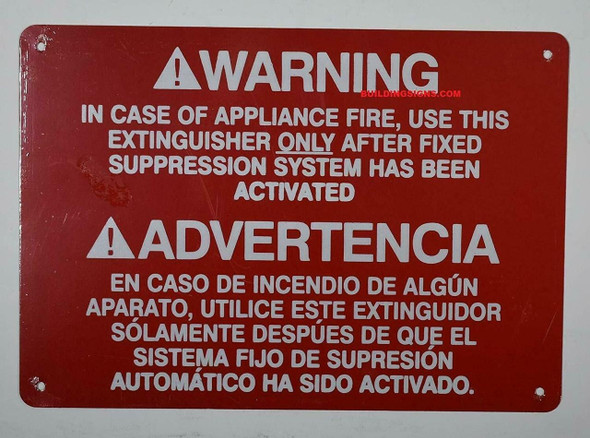 ⚠WARNING
BUILDINGSIGNS.COM
IN CASE OF APPLIANCE FIRE, USE THIS
EXTINGUISHER ONLY AFTER FIXED
SUPPRESSION SYSTEM HAS BEEN
ACTIVATED
⚠ADVERTENCIA
EN CASO DE INCENDIO DE ALGÚN
APARATO, UTILICE ESTE EXTINGUIDOR
SÓLAMENTE DESPÚES DE QUE EL
SISTEMA FIJO DE SUPRESIÓN
AUTOMÁTICO HA SIDO ACTIVADO.